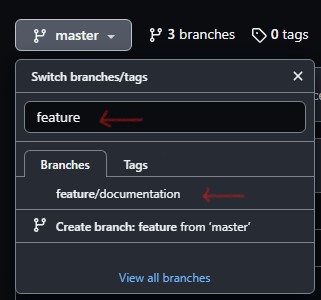 master 3 branches 0 tags
Switch branches/tags
feature
Branches Tags
feature/documentation
Create branch: feature from ‘master’
View all branches